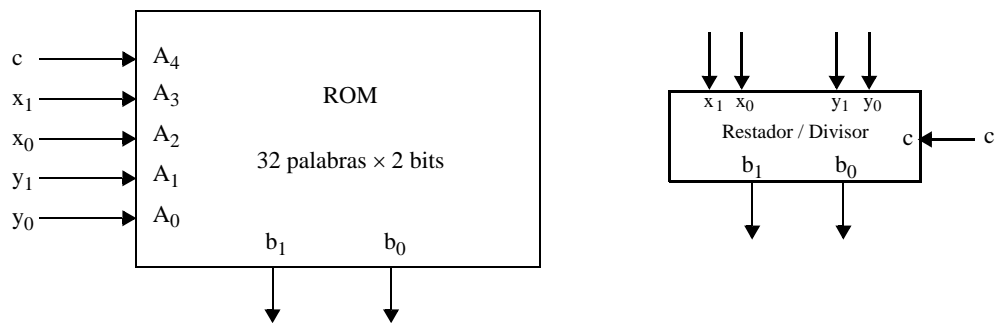 c A₄
x₁ A₃ ROM
x₀ A₂
y₁ A₁ 32 palabras × 2 bits
y₀ A₀
b₁ b₀
x₁ x₀ y₁ y₀
Restador / Divisor
c c
b₁ b₀